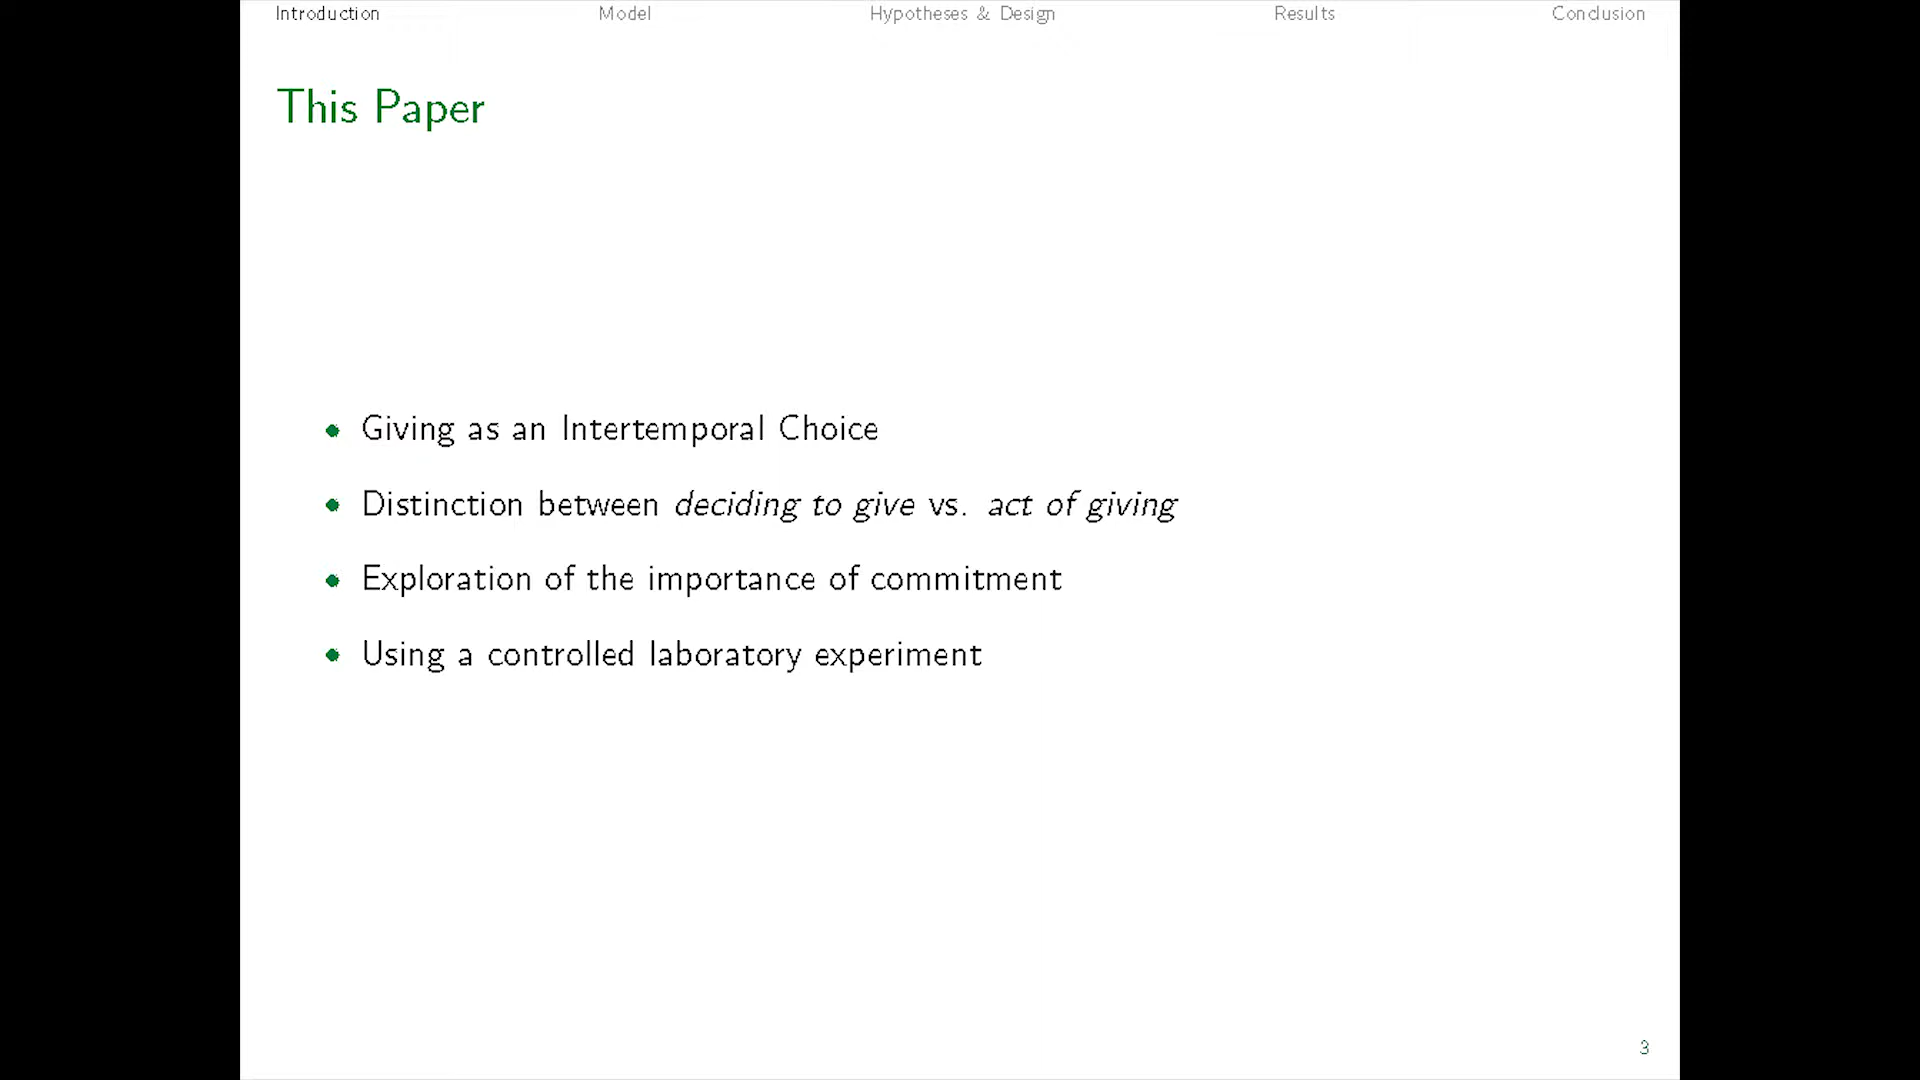 Introduction Model Hypotheses & Design Results Conclusion
This Paper
• Giving as an Intertemporal Choice
• Distinction between deciding to give vs. act of giving
• Exploration of the importance of commitment
• Using a controlled laboratory experiment
3